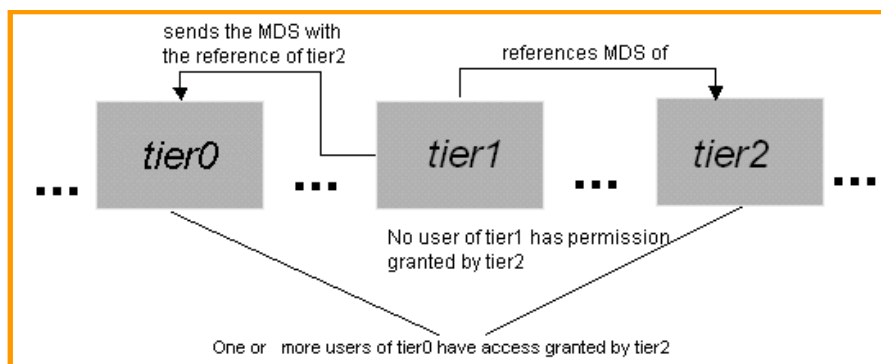 sends the MDS with
the reference of tier2
references MDS of
tier0
tier1
tier2
... ... ... ...
No user of tier1 has permission
granted by tier2
One or more users of tier0 have access granted by tier2